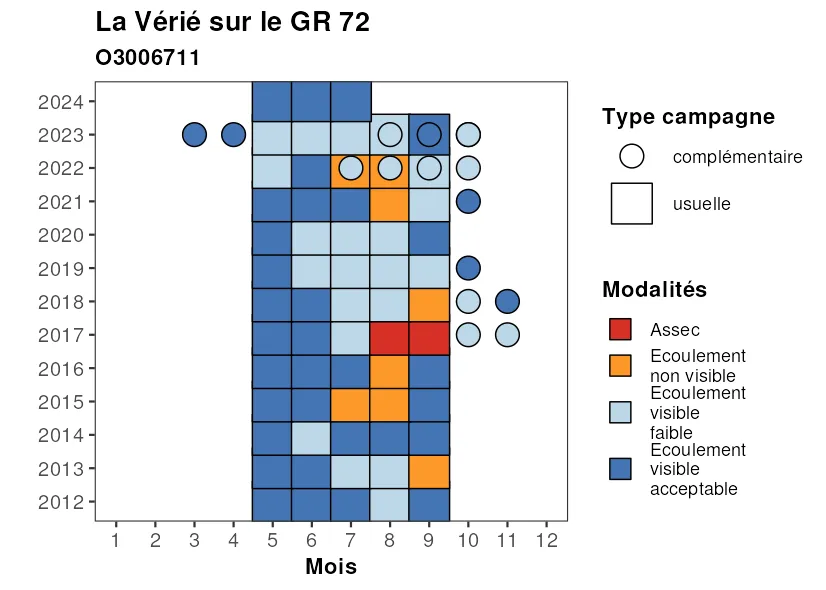 La Vérié sur le GR 72
O3006711
2024
2023
2022
2021
2020
2019
2018
2017
2016
2015
2014
2013
2012
1 2 3 4 5 6 7 8 9 10 11 12
Mois
Type campagne
complémentaire
usuelle
Modalités
Assec
Ecoulement
non visible
Ecoulement
visible
faible
Ecoulement
visible
acceptable